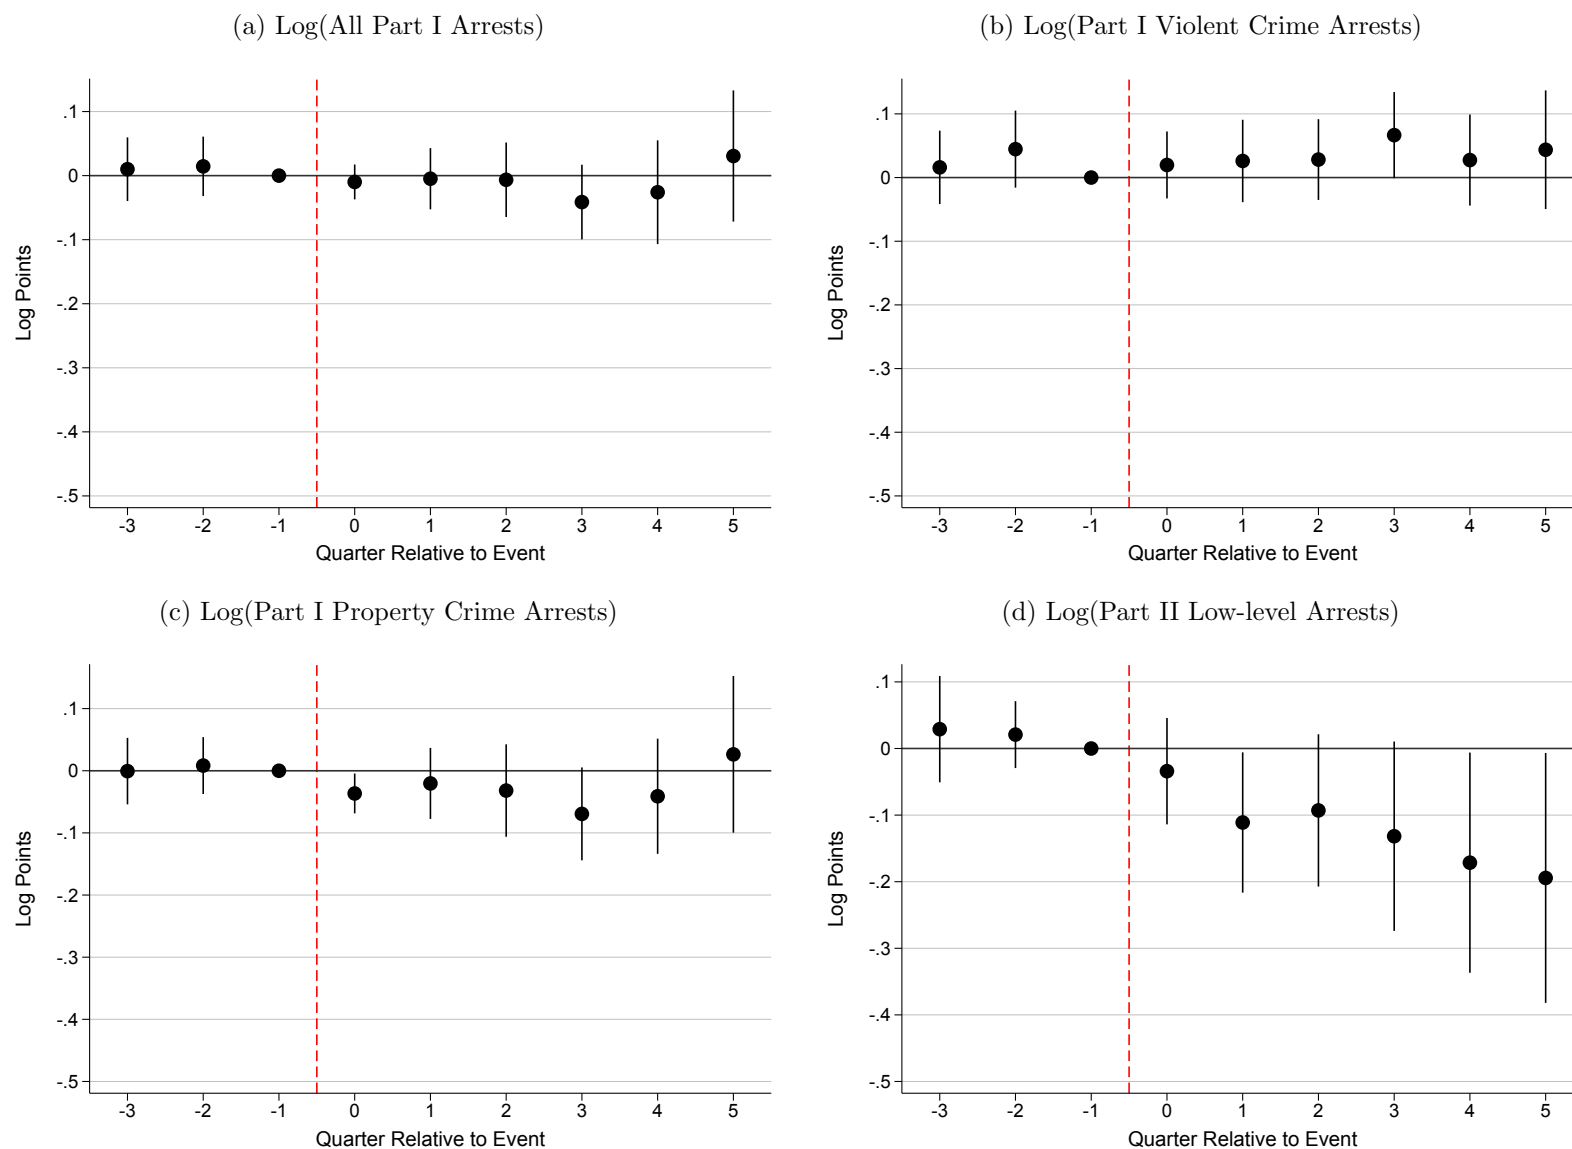 (a) Log(All Part I Arrests)
.1
0
-.1
-.2
-.3
-.4
-.5
Log Points
-3 -2 -1 0 1 2 3 4 5
Quarter Relative to Event
(b) Log(Part I Violent Crime Arrests)
.1
0
-.1
-.2
-.3
-.4
-.5
Log Points
-3 -2 -1 0 1 2 3 4 5
Quarter Relative to Event
(c) Log(Part I Property Crime Arrests)
.1
0
-.1
-.2
-.3
-.4
-.5
Log Points
-3 -2 -1 0 1 2 3 4 5
Quarter Relative to Event
(d) Log(Part II Low-level Arrests)
.1
0
-.1
-.2
-.3
-.4
-.5
Log Points
-3 -2 -1 0 1 2 3 4 5
Quarter Relative to Event